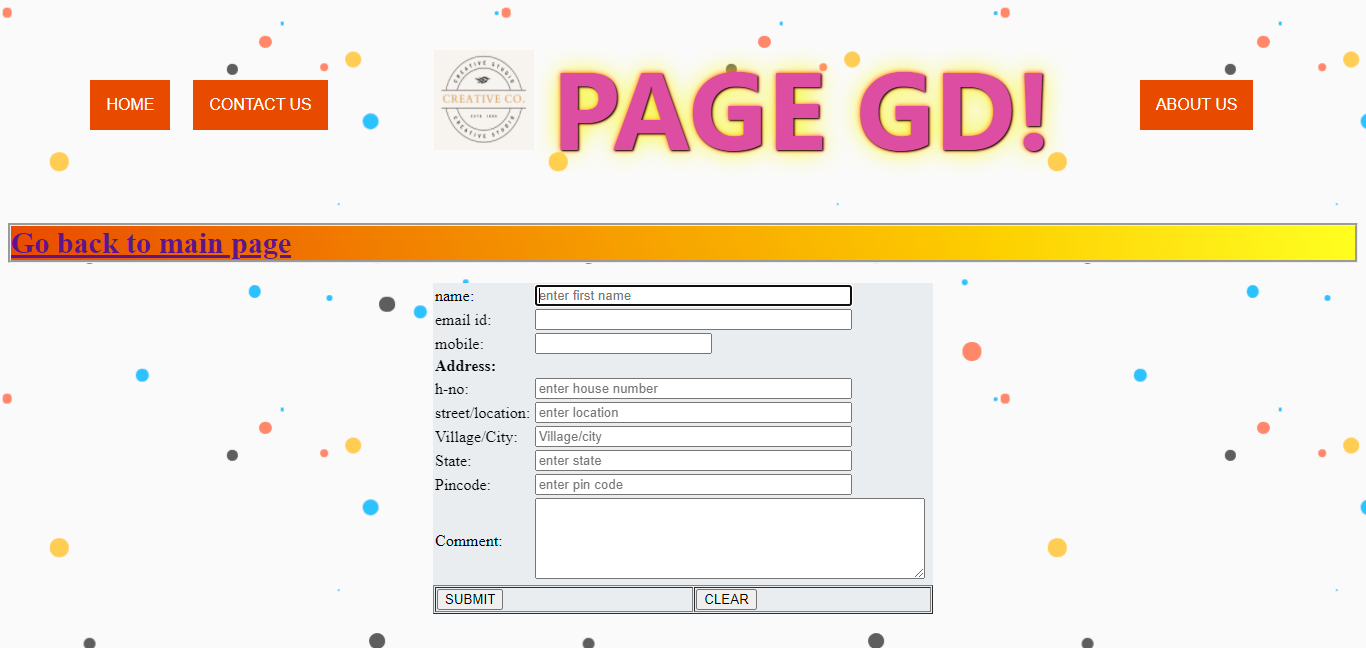 HOME
CONTACT US
CREATIVE STUDIO
CREATIVE CO.
CREATIVE STUDIO
PAGE GD!
ABOUT US
Go back to main page
name: enter first name
email id:
mobile:
Address:
h-no: enter house number
street/location: enter location
Village/City: Village/city
State: enter state
Pincode: enter pin code
Comment:
SUBMIT CLEAR